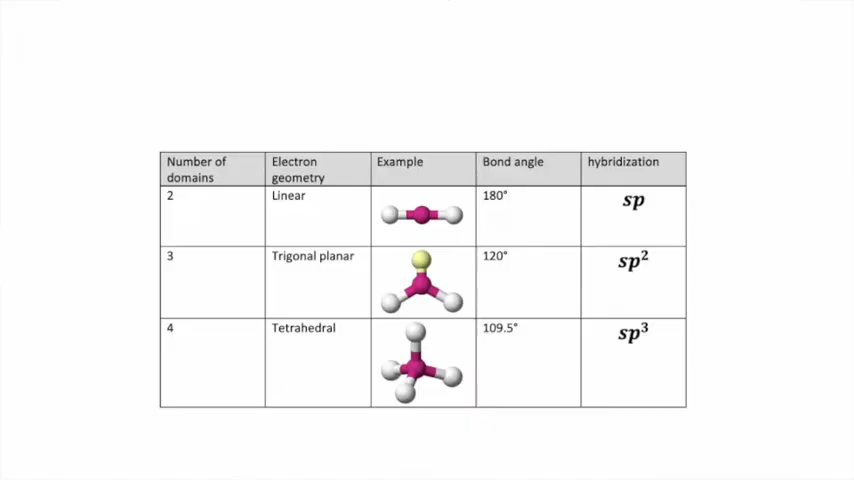 Number of domains
Electron geometry
Example
Bond angle
hybridization
2
Linear
180°
sp
3
Trigonal planar
120°
sp²
4
Tetrahedral
109.5°
sp³